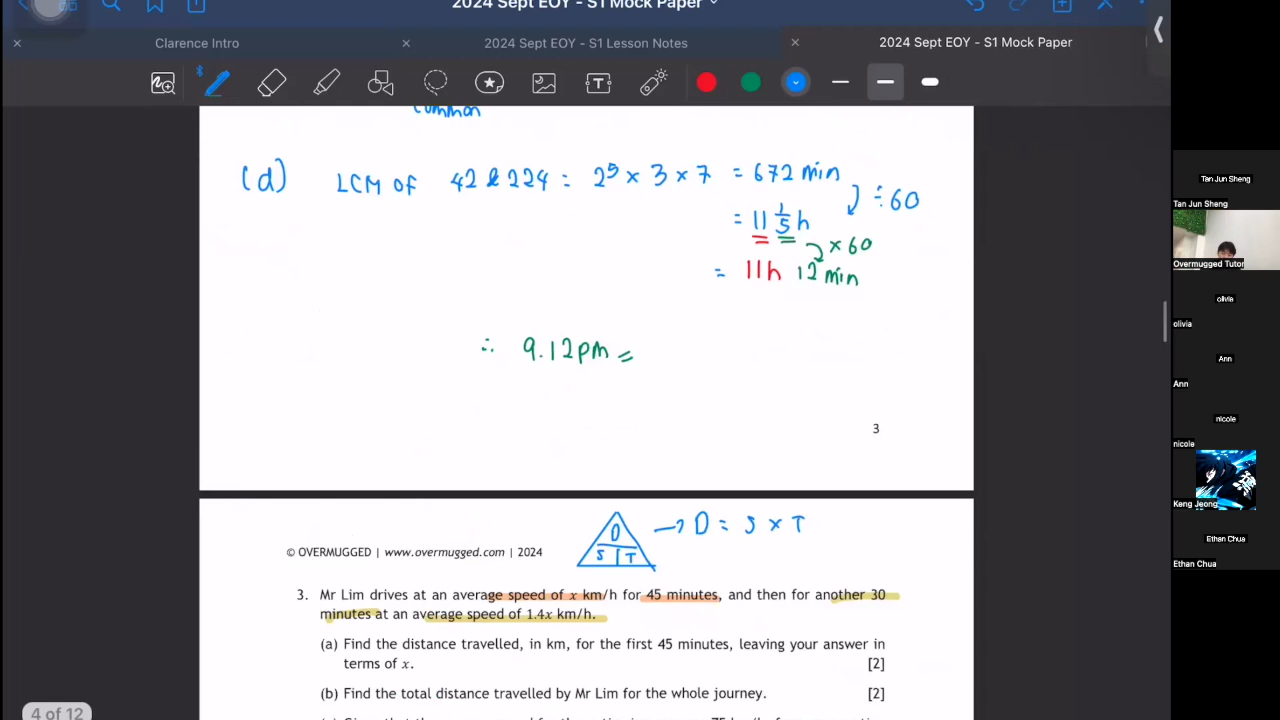 2024 Sept EOY - S1 Mock Paper
Clarence Intro
2024 Sept EOY - S1 Lesson Notes
2024 Sept EOY - S1 Mock Paper
common
(d) LCM of 42 & 224 = 2⁵ × 3 × 7 = 672 min
÷ 60
= 11 1/5 h
× 60
= 11h 12 min
∴ 9.12pm
3
D
S T
→ D = S × T
© OVERMUGGED | www.overmugged.com | 2024
3. Mr Lim drives at an average speed of x km/h for 45 minutes, and then for another 30
minutes at an average speed of 1.4x km/h.
(a) Find the distance travelled, in km, for the first 45 minutes, leaving your answer in
terms of x. [2]
(b) Find the total distance travelled by Mr Lim for the whole journey. [2]
4 of 12
Tan Jun Sheng
Tan Jun Sheng
Overmugged Tutor
olivia
olivia
Ann
Ann
nicole
nicole
Keng Jeong
Ethan Chua
Ethan Chua